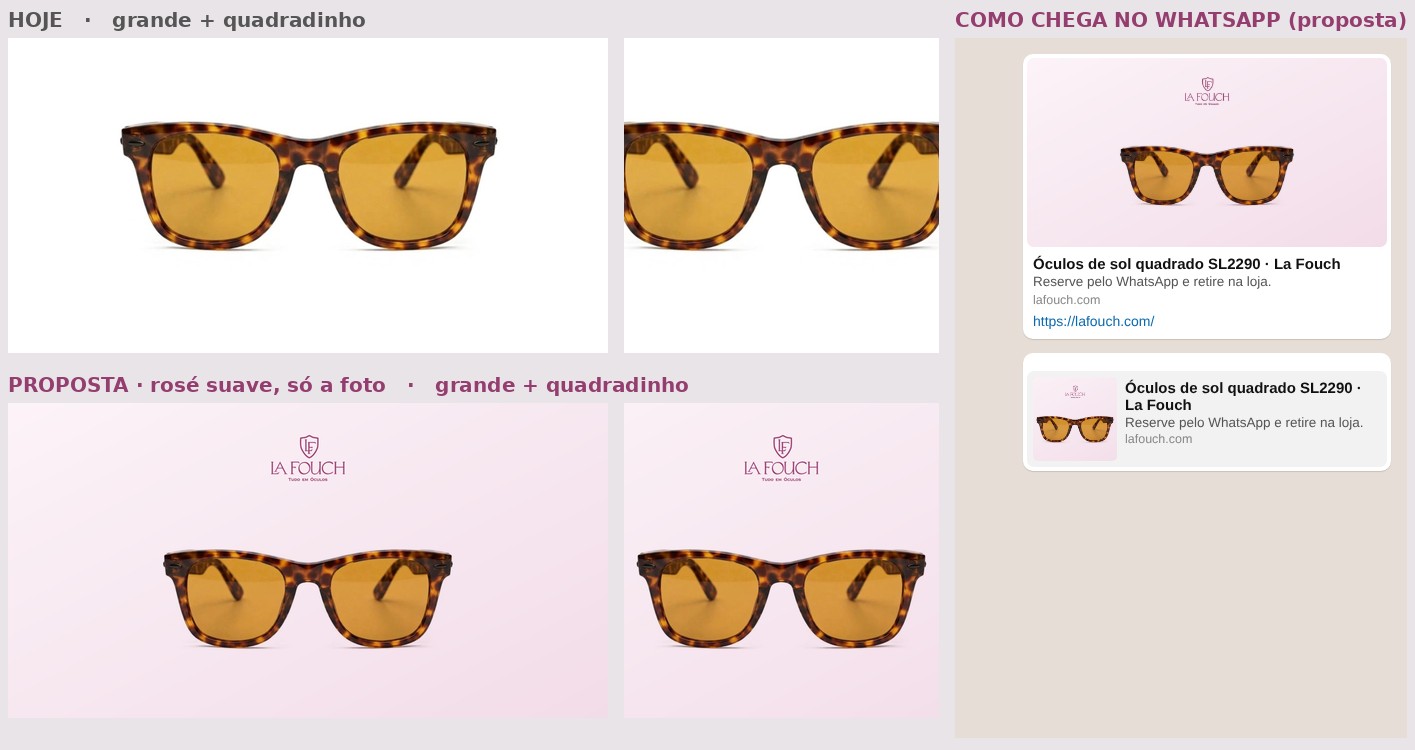 HOJE · grande + quadradinho
PROPOSTA · rosé suave, só a foto · grande + quadradinho
LA FOUCH
TUDO EM ÓCULOS
LA FOUCH
TUDO EM ÓCULOS
COMO CHEGA NO WHATSAPP (proposta)
LA FOUCH
Óculos de sol quadrado SL2290 · La Fouch
Reserve pelo WhatsApp e retire na loja.
lafouch.com
https://lafouch.com/
LA FOUCH
Óculos de sol quadrado SL2290 ·
La Fouch
Reserve pelo WhatsApp e retire na loja.
lafouch.com